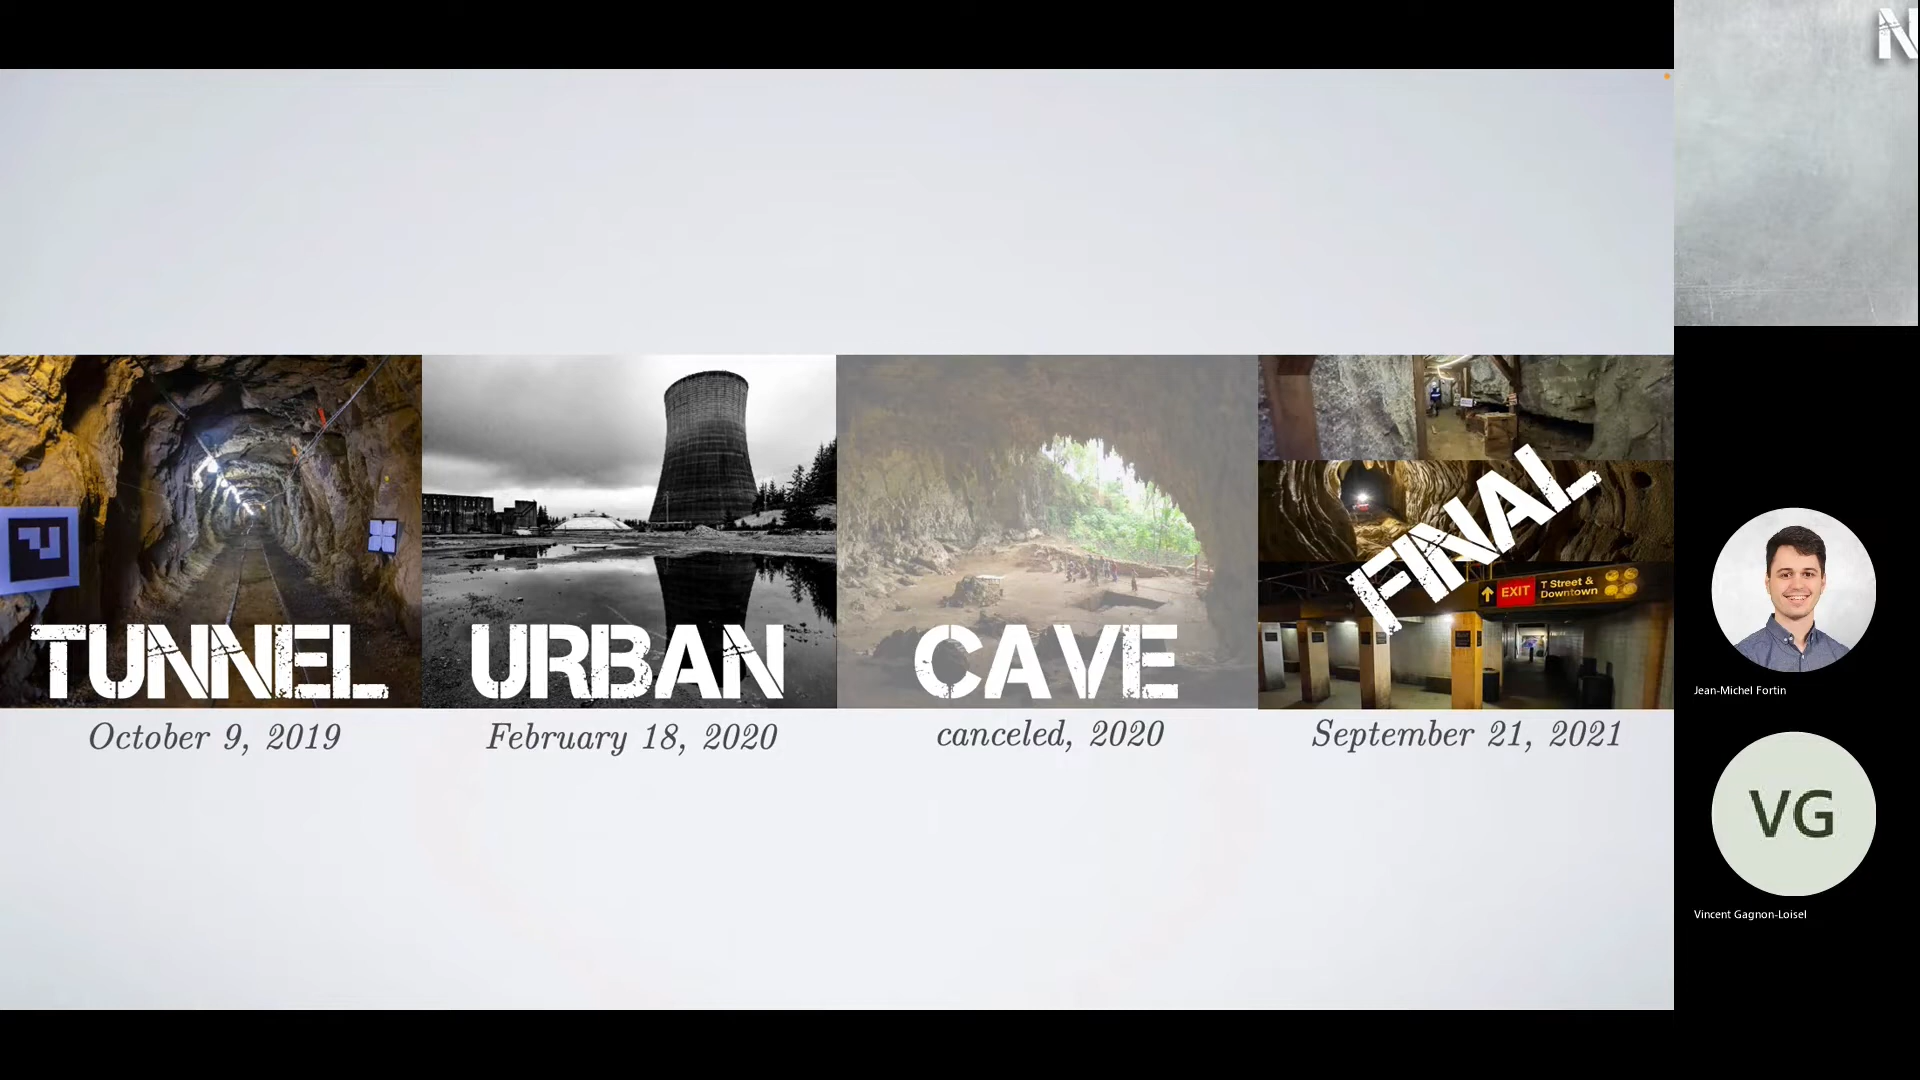 N
TUNNEL
October 9, 2019
URBAN
February 18, 2020
CAVE
canceled, 2020
FINAL
EXIT
T Street &
Downtown
September 21, 2021
Jean-Michel Fortin
VG
Vincent Gagnon-Loisel